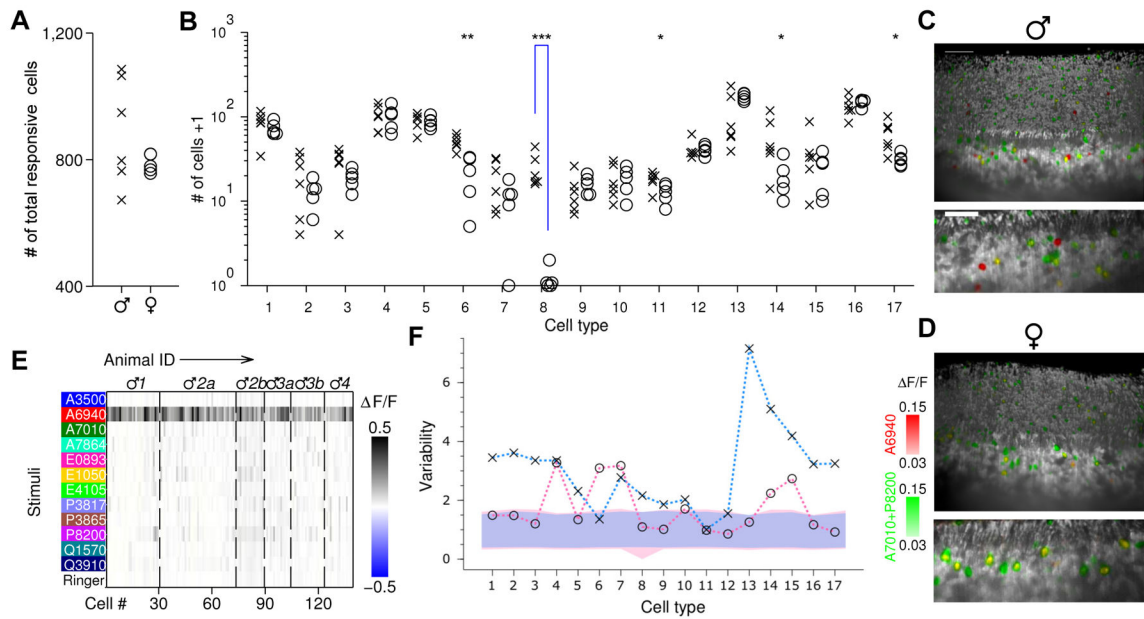 A
1,200
800
400
# of total responsive cells
♂ ♀
B
10^3
10^2
10^1
10^0
# of cells +1
** *** * * *
1 2 3 4 5 6 7 8 9 10 11 12 13 14 15 16 17
Cell type
C
♂
D
♀
ΔF/F
0.15
0.03
A6940
0.15
0.03
A7010+P8200
E
Animal ID
♂1 ♂2a ♂2b ♂3a ♂3b ♂4
Stimuli
A3500
A6940
A7010
A7864
E0893
E1050
E4105
P3817
P3865
P8200
Q1570
Q3910
Ringer
Cell # 30 60 90 120
ΔF/F
0.5
−0.5
F
Variability
6
4
2
0
1 2 3 4 5 6 7 8 9 10 11 12 13 14 15 16 17
Cell type